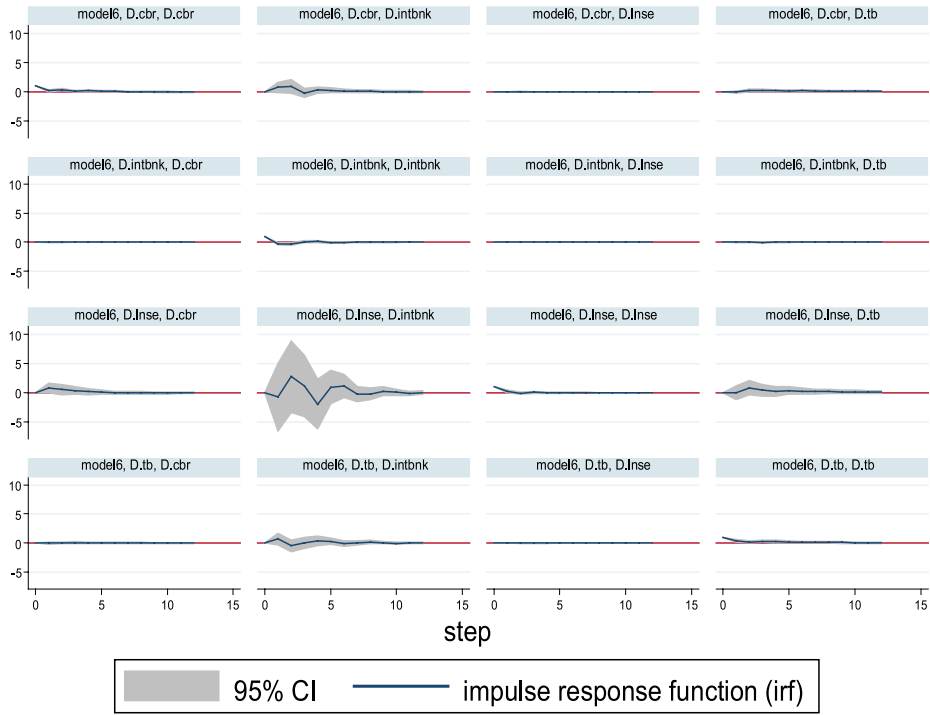 model6, D.cbr, D.cbr
model6, D.cbr, D.intbnk
model6, D.cbr, D.lnse
model6, D.cbr, D.tb
10
5
0
-5
model6, D.intbnk, D.cbr
model6, D.intbnk, D.intbnk
model6, D.intbnk, D.lnse
model6, D.intbnk, D.tb
10
5
0
-5
model6, D.lnse, D.cbr
model6, D.lnse, D.intbnk
model6, D.lnse, D.lnse
model6, D.lnse, D.tb
10
5
0
-5
model6, D.tb, D.cbr
model6, D.tb, D.intbnk
model6, D.tb, D.lnse
model6, D.tb, D.tb
10
5
0
-5
0 5 10 15
0 5 10 15
0 5 10 15
0 5 10 15
step
95% CI
impulse response function (irf)